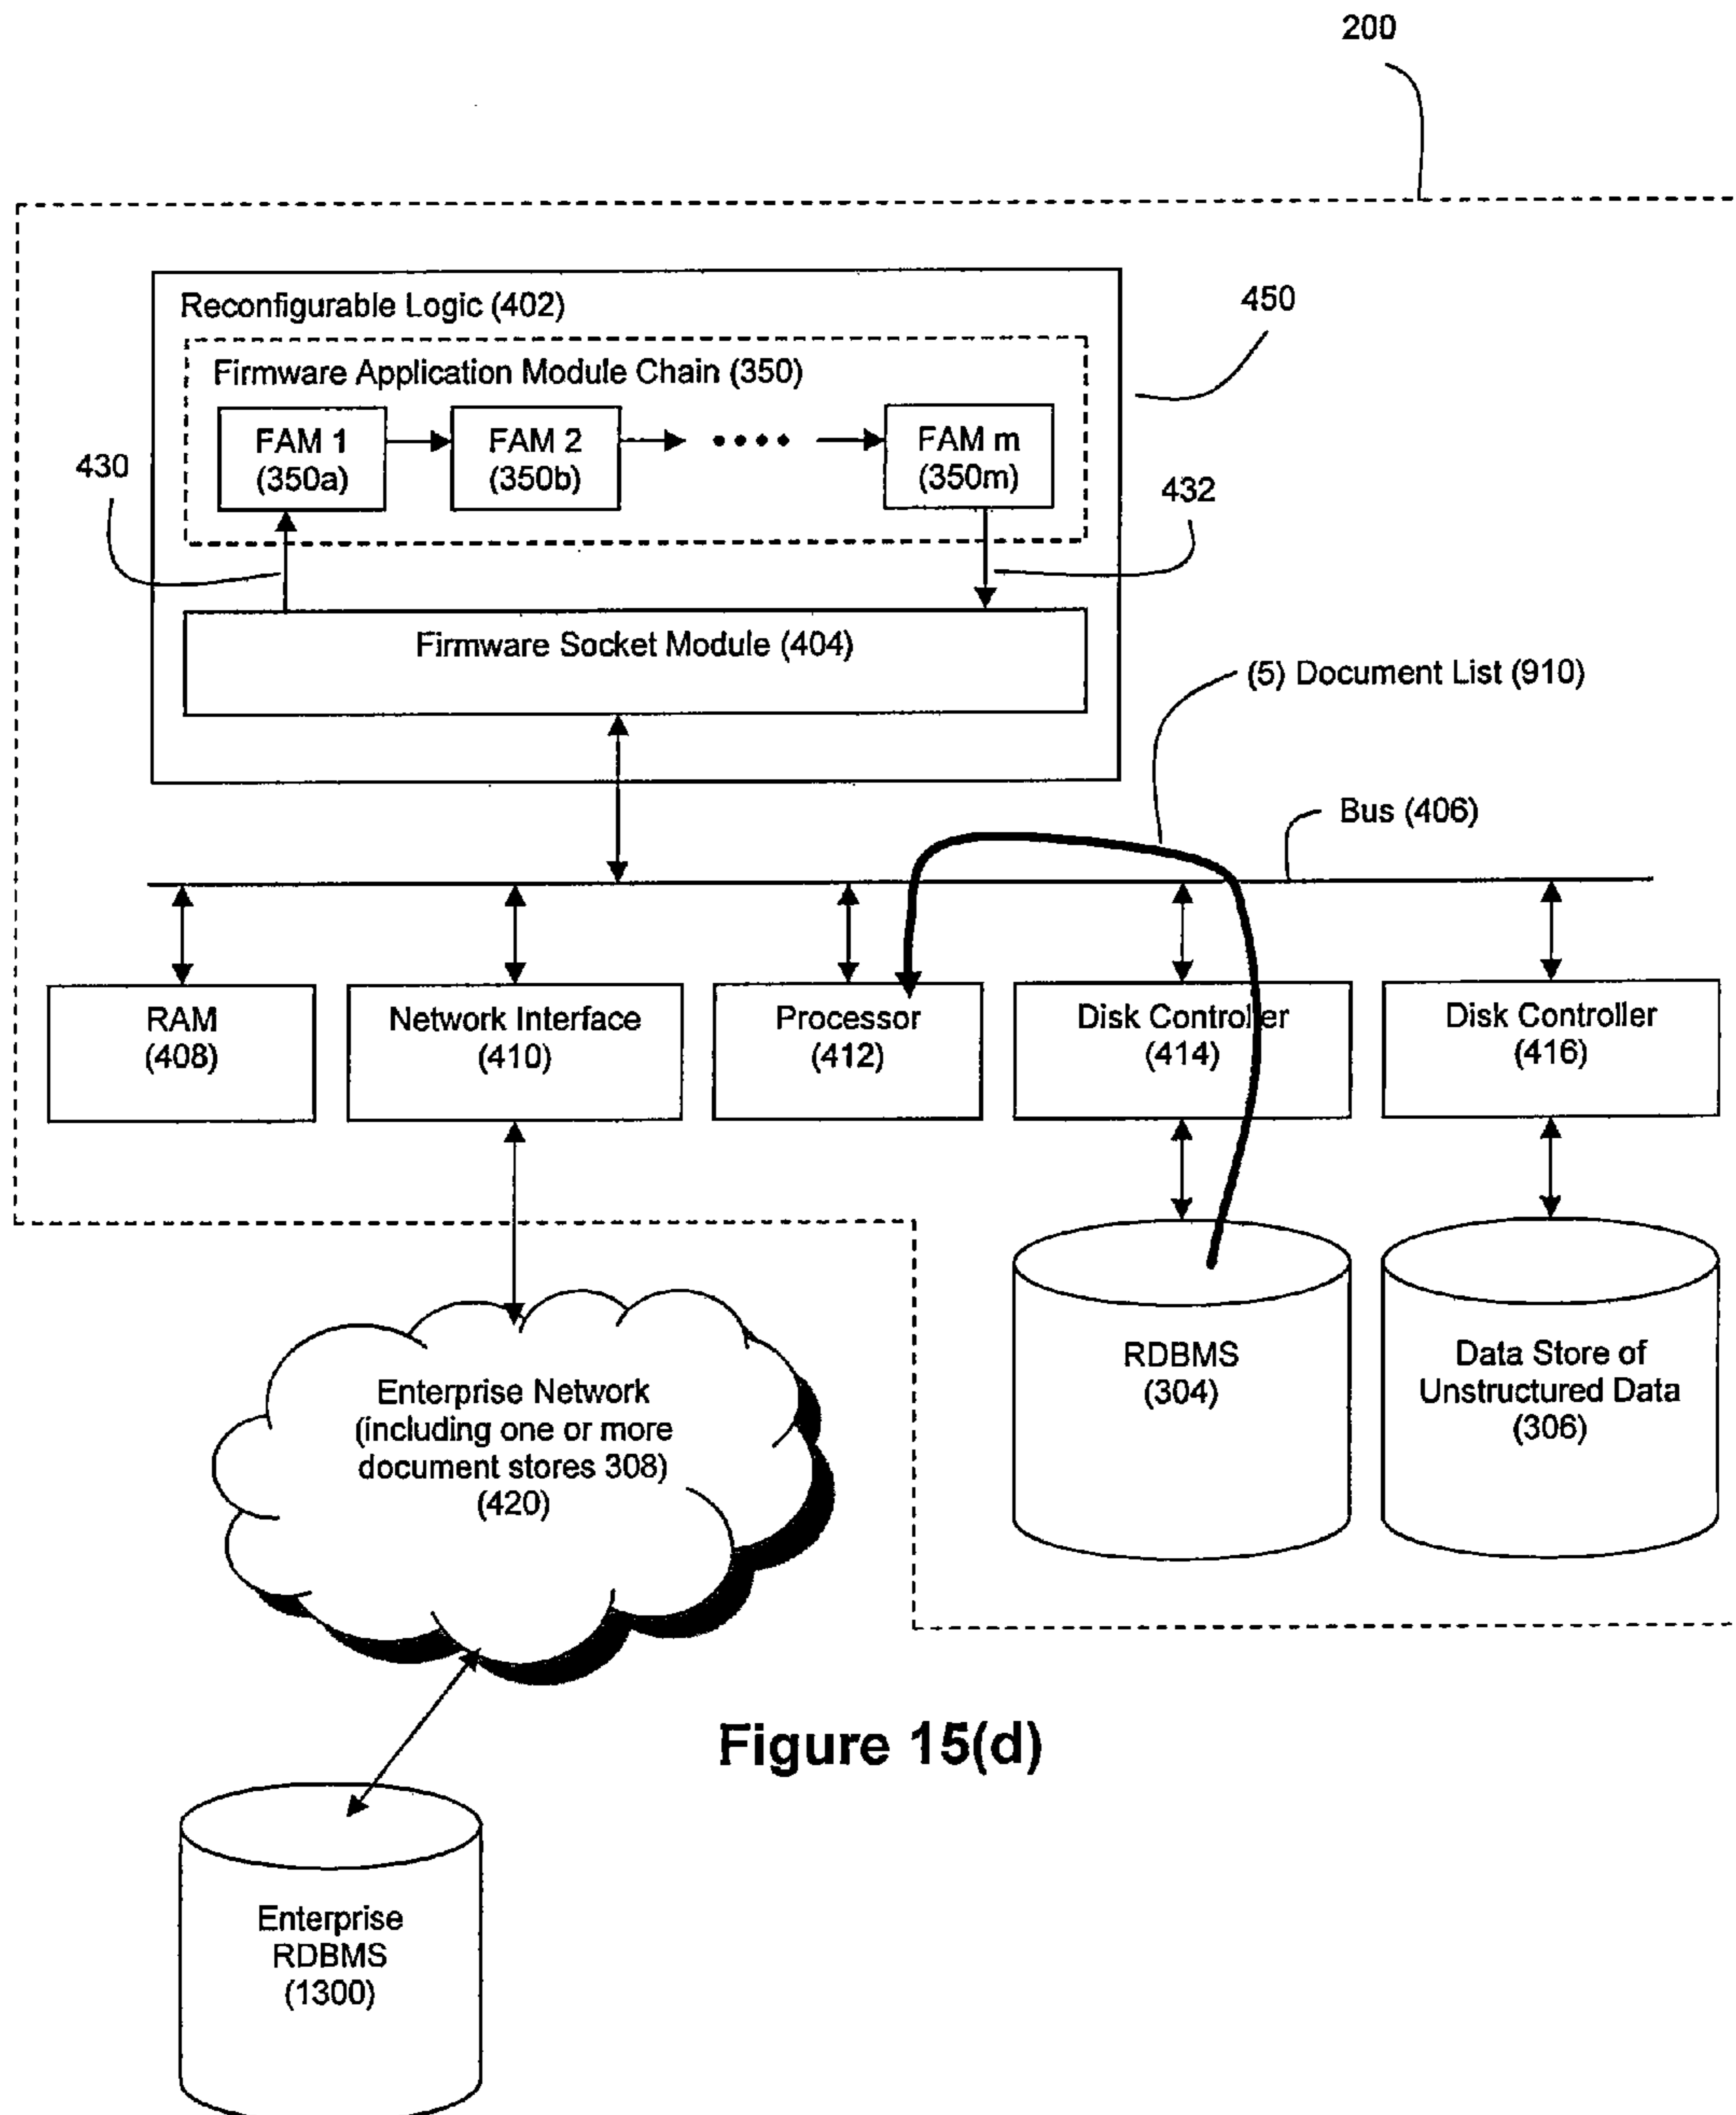 200
Reconfigurable Logic (402)
450
Firmware Application Module Chain (350)
FAM 1
(350a)
FAM 2
(350b)
FAM m
(350m)
430
432
Firmware Socket Module (404)
(5) Document List (910)
Bus (406)
RAM
(408)
Network Interface
(410)
Processor
(412)
Disk Controller
(414)
Disk Controller
(416)
RDBMS
(304)
Data Store of
Unstructured Data
(306)
Enterprise Network
(including one or more
document stores 308)
(420)
Figure 15(d)
Enterprise
RDBMS
(1300)